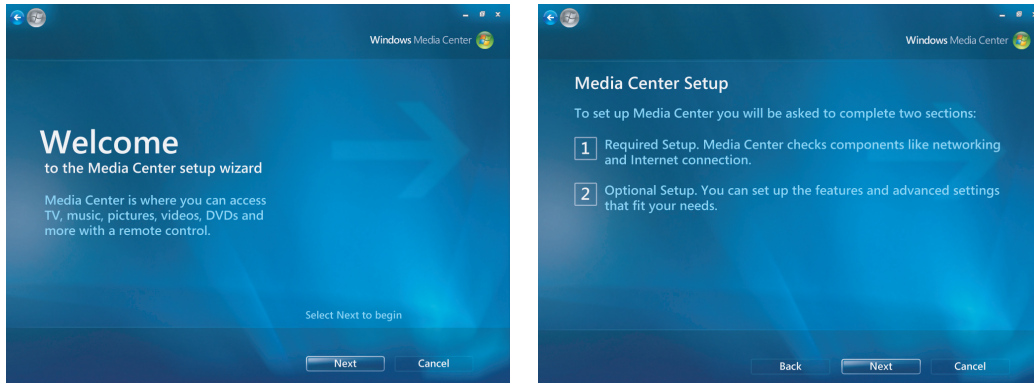 Windows Media Center
Welcome
to the Media Center setup wizard
Media Center is where you can access
TV, music, pictures, videos, DVDs and
more with a remote control.
Select Next to begin
Next
Cancel
Windows Media Center
Media Center Setup
To set up Media Center you will be asked to complete two sections:
1 Required Setup. Media Center checks components like networking
and Internet connection.
2 Optional Setup. You can set up the features and advanced settings
that fit your needs.
Back
Next
Cancel